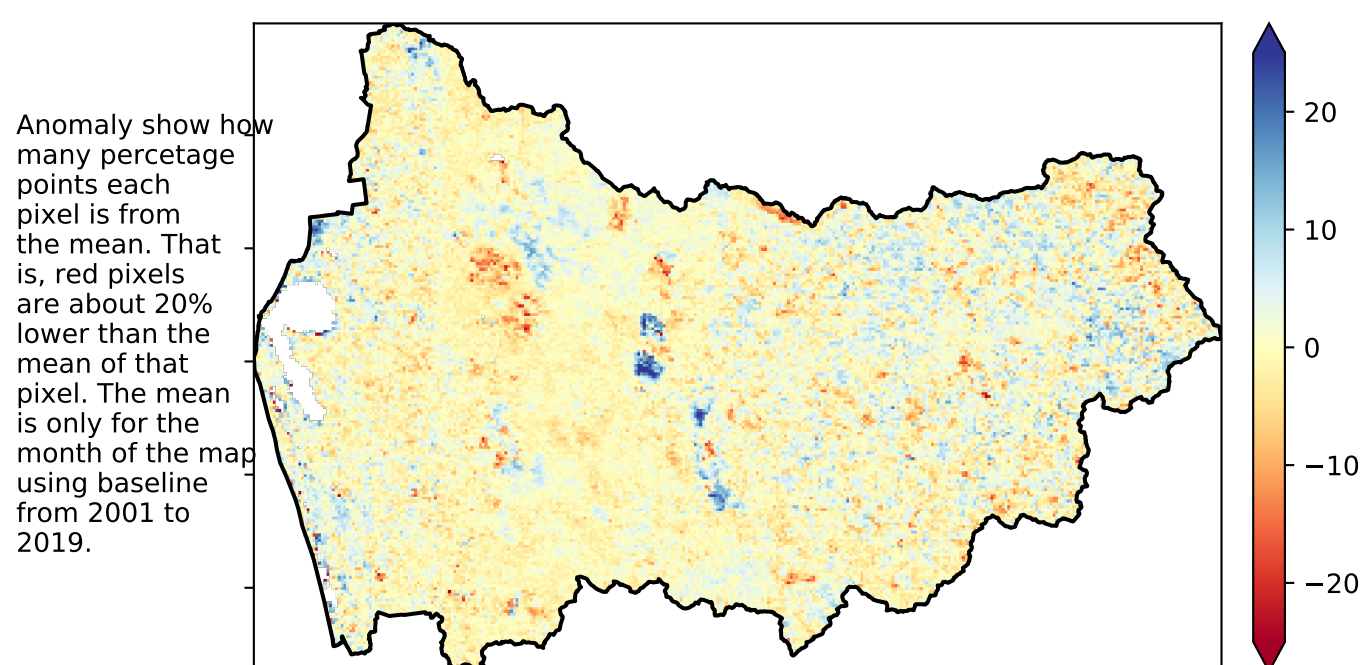 Anomaly show how
many percetage
points each
pixel is from
the mean. That
is, red pixels
are about 20%
lower than the
mean of that
pixel. The mean
is only for the
month of the map
using baseline
from 2001 to
2019.
20
10
0
−10
−20